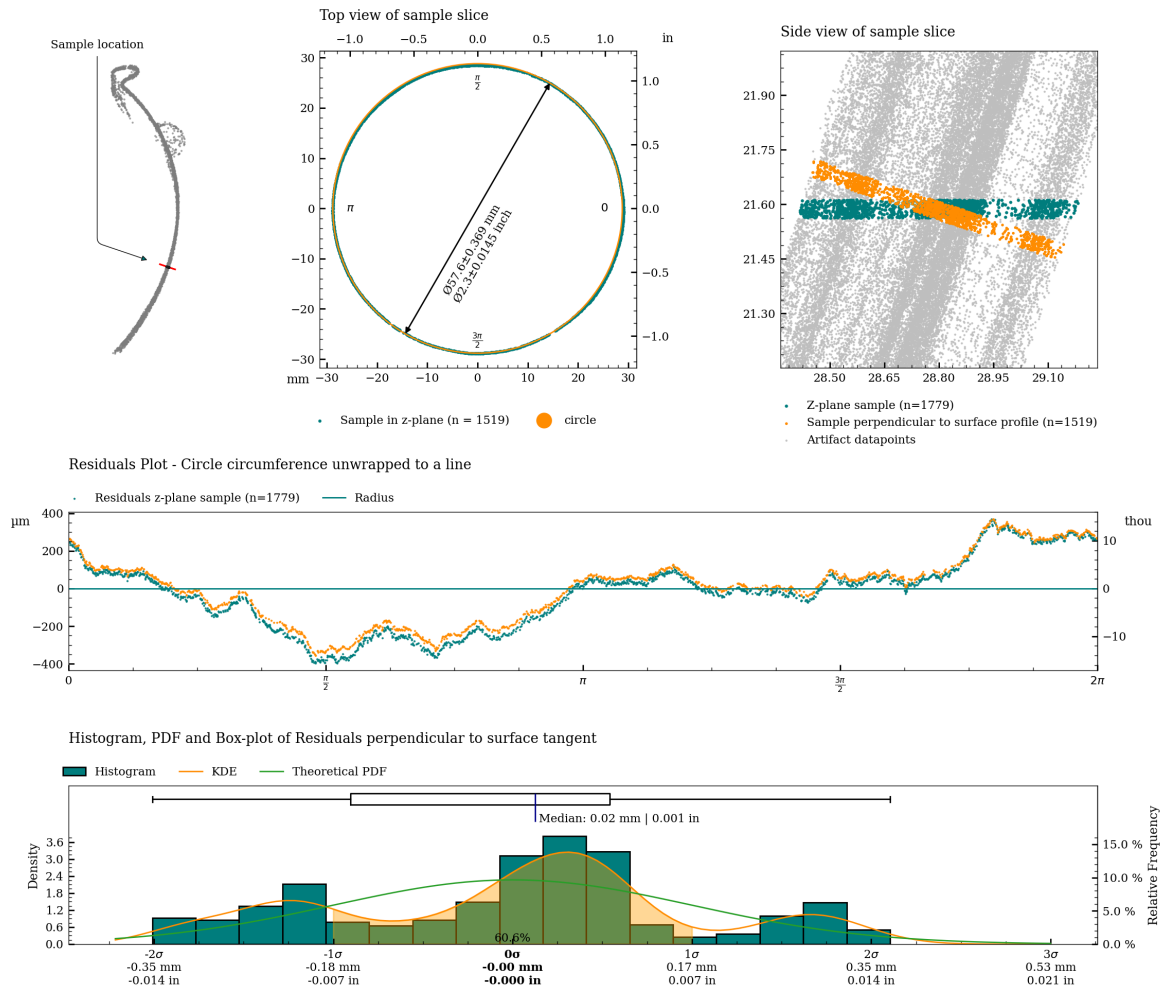 Sample location
Top view of sample slice
−1.0 −0.5 0.0 0.5 1.0 in
30
20
10
0
−10
−20
−30
1.0
0.5
0.0
−0.5
−1.0
π/2
π
0
3π/2
Ø57.6±0.369 mm
Ø2.3±0.0145 inch
mm −30 −20 −10 0 10 20 30
Sample in z-plane (n = 1519) circle
Side view of sample slice
21.90
21.75
21.60
21.45
21.30
28.50 28.65 28.80 28.95 29.10
Z-plane sample (n=1779)
Sample perpendicular to surface profile (n=1519)
Artifact datapoints
Residuals Plot - Circle circumference unwrapped to a line
Residuals z-plane sample (n=1779) Radius
µm
400
200
0
−200
−400
thou
10
0
−10
0 π/2 π 3π/2 2π
Histogram, PDF and Box-plot of Residuals perpendicular to surface tangent
Histogram KDE Theoretical PDF
Median: 0.02 mm | 0.001 in
Density
3.6
3.0
2.4
1.8
1.2
0.6
0.0
Relative Frequency
15.0 %
10.0 %
5.0 %
0.0 %
60.6%
-2σ -1σ 0σ 1σ 2σ 3σ
-0.35 mm -0.18 mm -0.00 mm 0.17 mm 0.35 mm 0.53 mm
-0.014 in -0.007 in -0.000 in 0.007 in 0.014 in 0.021 in